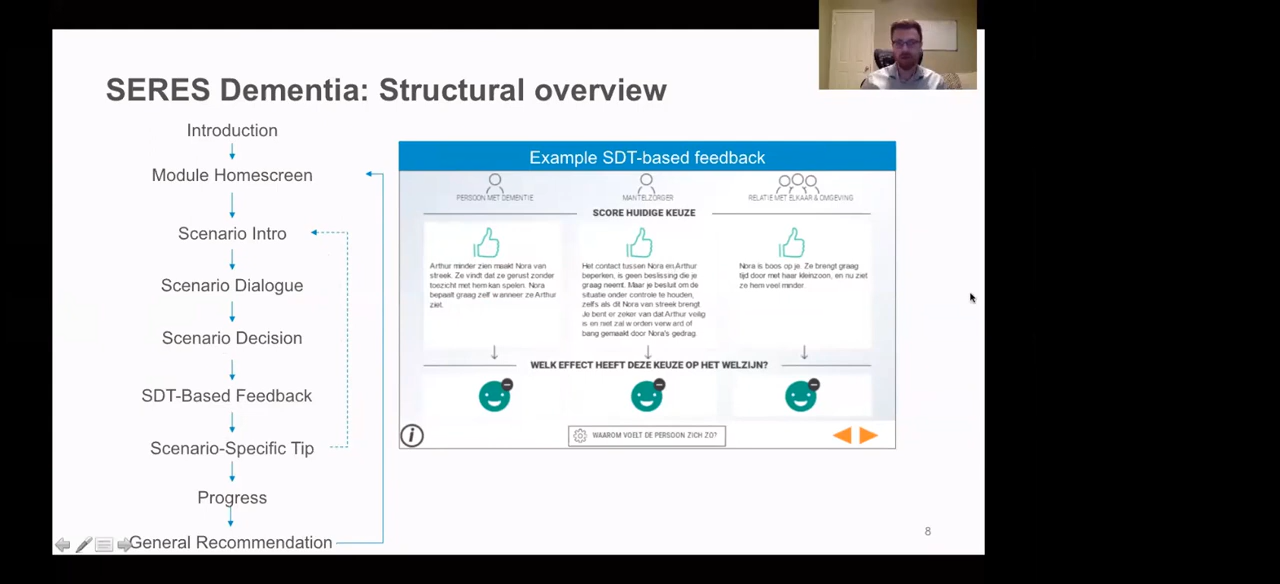 SERES Dementia: Structural overview
Introduction
Module Homescreen
Scenario Intro
Scenario Dialogue
Scenario Decision
SDT-Based Feedback
Scenario-Specific Tip
Progress
General Recommendation
Example SDT-based feedback
PERSOON MET DEMENTIE
MANTELZORGER
RELATIE MET ELKAAR & OMGEVING
SCORE HUIDIGE KEUZE
Arthur minder zien maakt Nora van
streek. Ze vindt dat ze gerust zonder
toezicht met hem kan spelen. Nora
bepaalt graag zelf wanneer ze Arthur
ziet.
Het contact tussen Nora en Arthur
beperken, is geen beslissing die je
graag neemt. Maar je besluit om de
situatie onder controle te houden,
zelfs als dit Nora van streek brengt.
Je bent er zeker van dat Arthur veilig
is en niet zal worden verward of
bang gemaakt door Nora's gedrag.
Nora is boos op je. Ze brengt graag
tijd door met haar kleinzoon, en nu ziet
ze hem veel minder.
WELK EFFECT HEEFT DEZE KEUZE OP HET WELZIJN?
i
WAAROM VOELT DE PERSOON ZICH ZO?
8